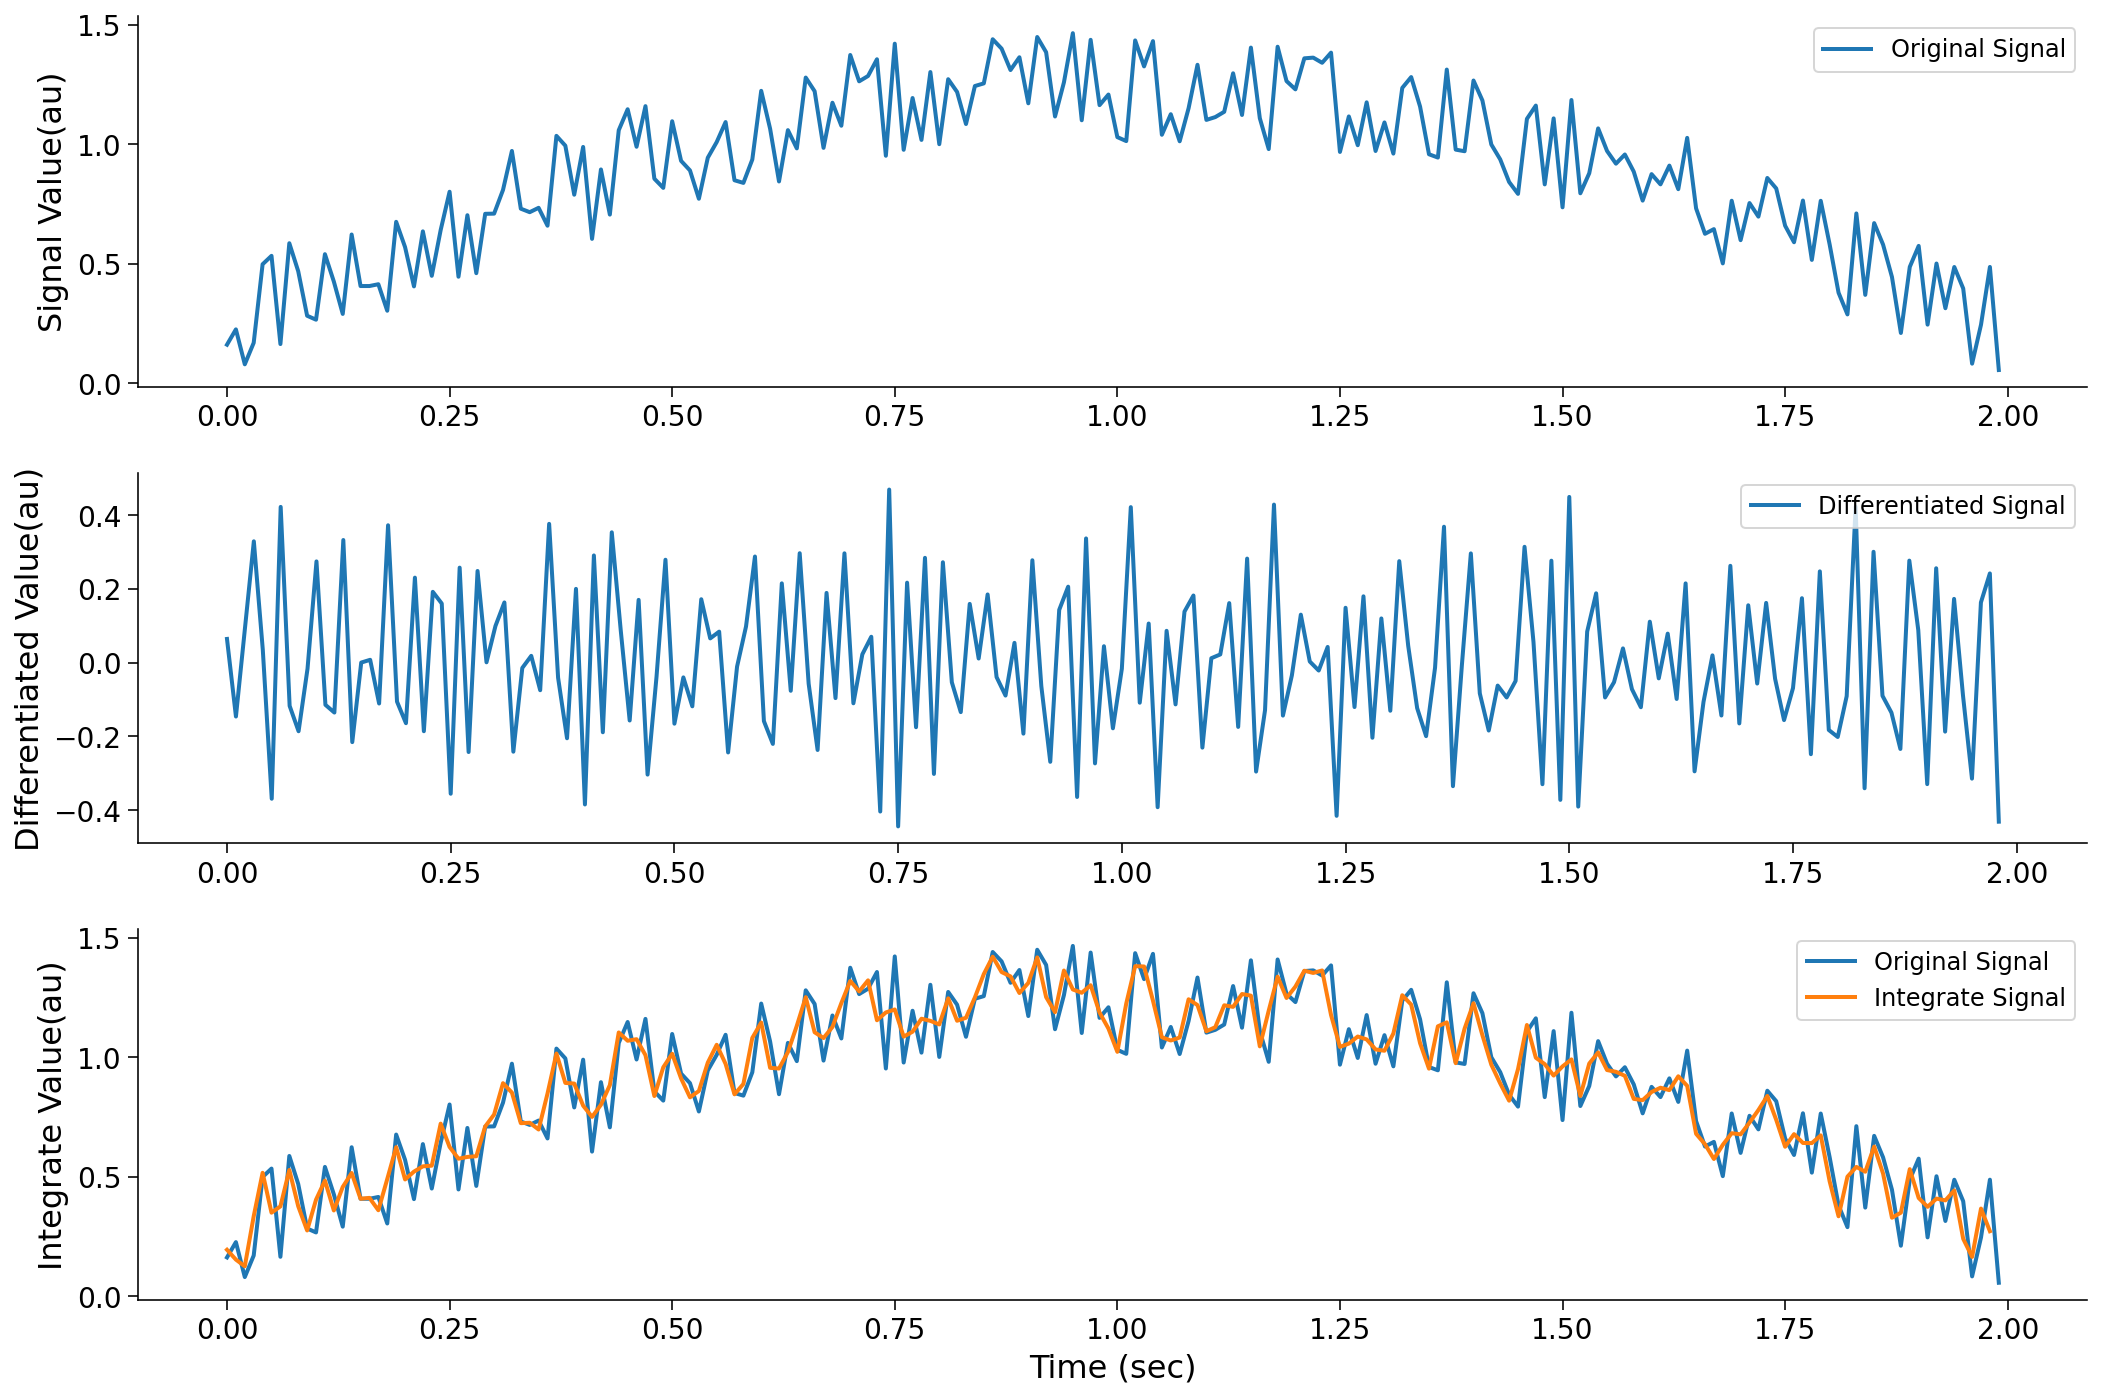 Signal Value(au)
1.5
1.0
0.5
0.0
Original Signal
0.00 0.25 0.50 0.75 1.00 1.25 1.50 1.75 2.00
Differentiated Value(au)
0.4
0.2
0.0
−0.2
−0.4
Differentiated Signal
0.00 0.25 0.50 0.75 1.00 1.25 1.50 1.75 2.00
Integrate Value(au)
1.5
1.0
0.5
0.0
Original Signal
Integrate Signal
0.00 0.25 0.50 0.75 1.00 1.25 1.50 1.75 2.00
Time (sec)